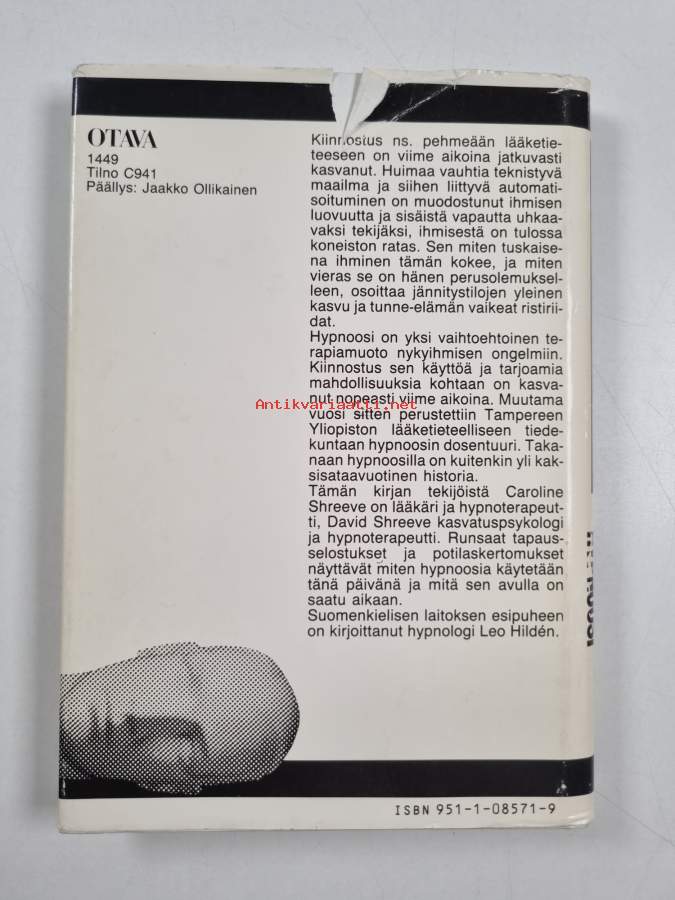 OTAVA
1449
Tilno C941
Päällys: Jaakko Ollikainen
Kiinnostus ns. pehmeään lääketie-
teeseen on viime aikoina jatkuvasti
kasvanut. Huimaa vauhtia teknistyvä
maailma ja siihen liittyvä automati-
soituminen on muodostunut ihmisen
luovuutta ja sisäistä vapautta uhkaa-
vaksi tekijäksi, ihmisestä on tulossa
koneiston ratas. Sen miten tuskaise-
na ihminen tämän kokee, ja miten
vieras se on hänen perusolemuksel-
leen, osoittaa jännitystilojen yleinen
kasvu ja tunne-elämän vaikeat ristirii-
dat.
Hypnoosi on yksi vaihtoehtoinen te-
rapiamuoto nykyihmisen ongelmiin.
Kiinnostus sen käyttöä ja tarjoamia
mahdollisuuksia kohtaan on kasva-
nut nopeasti viime aikoina. Muutama
Antikvariaatti.net
vuosi sitten perustettiin Tampereen
Yliopiston lääketieteelliseen tiede-
kuntaan hypnoosin dosentuuri. Taka-
naan hypnoosilla on kuitenkin yli kak-
sisataavuotinen historia.
Tämän kirjan tekijöistä Caroline
Shreeve on lääkäri ja hypnoterapeut-
ti, David Shreeve kasvatuspsykologi
ja hypnoterapeutti. Runsaat tapaus-
selostukset ja potilaskertomukset
näyttävät miten hypnoosia käytetään
tänä päivänä ja mitä sen avulla on
saatu aikaan.
Suomenkielisen laitoksen esipuheen
on kirjoittanut hypnologi Leo Hildén.
ISBN 951-1-08571-9